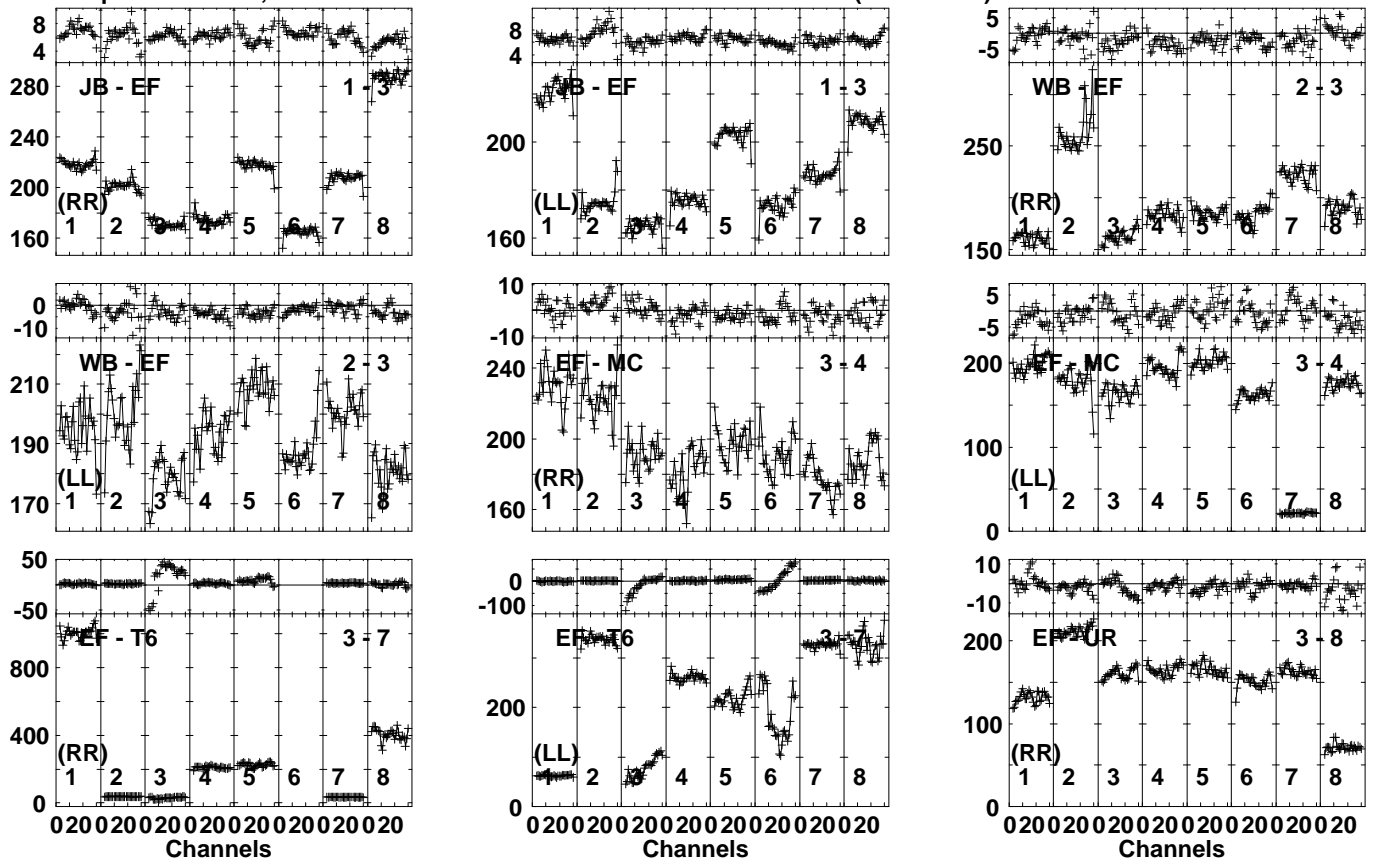 8 4
280 240 200 160
JB - EF 1 - 3
(RR)
1 2 3 4 5 6 7 8
8 4
200 160
JB - EF 1 - 3
(LL)
1 2 3 4 5 6 7 8
5 -5
250 150
WB - EF 2 - 3
(RR)
1 2 3 4 5 6 7 8
0 -10
210 190 170
WB - EF 2 - 3
(LL)
1 2 3 4 5 6 7 8
10 -10
240 200 160
EF - MC 3 - 4
(RR)
1 2 3 4 5 6 7 8
5 -5
200 100 0
EF - MC 3 - 4
(LL)
1 2 3 4 5 6 7 8
50 -50
800 400 0
EF - T6 3 - 7
(RR)
1 2 3 4 5 6 7 8
0 20 0 20 0 20 0 20 0 20 0 20 0 20 0 20
Channels
0 -100
200 0
EF - T6 3 - 7
(LL)
1 2 3 4 5 6 7 8
0 20 0 20 0 20 0 20 0 20 0 20 0 20 0 20
Channels
10 -10
200 100 0
EF - UR 3 - 8
(RR)
1 2 3 4 5 6 7 8
0 20 0 20 0 20 0 20 0 20 0 20 0 20 0 20
Channels